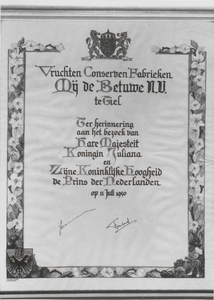 Vruchten Conserven Fabrieken
Mij de Betuwe N.V.
te Tiel
Ter herinnering
aan het bezoek van
Hare Majesteit
Koningin Juliana
en
Zijne Koninklijke Hoogheid
de Prins der Nederlanden
op 11 Juli 1950